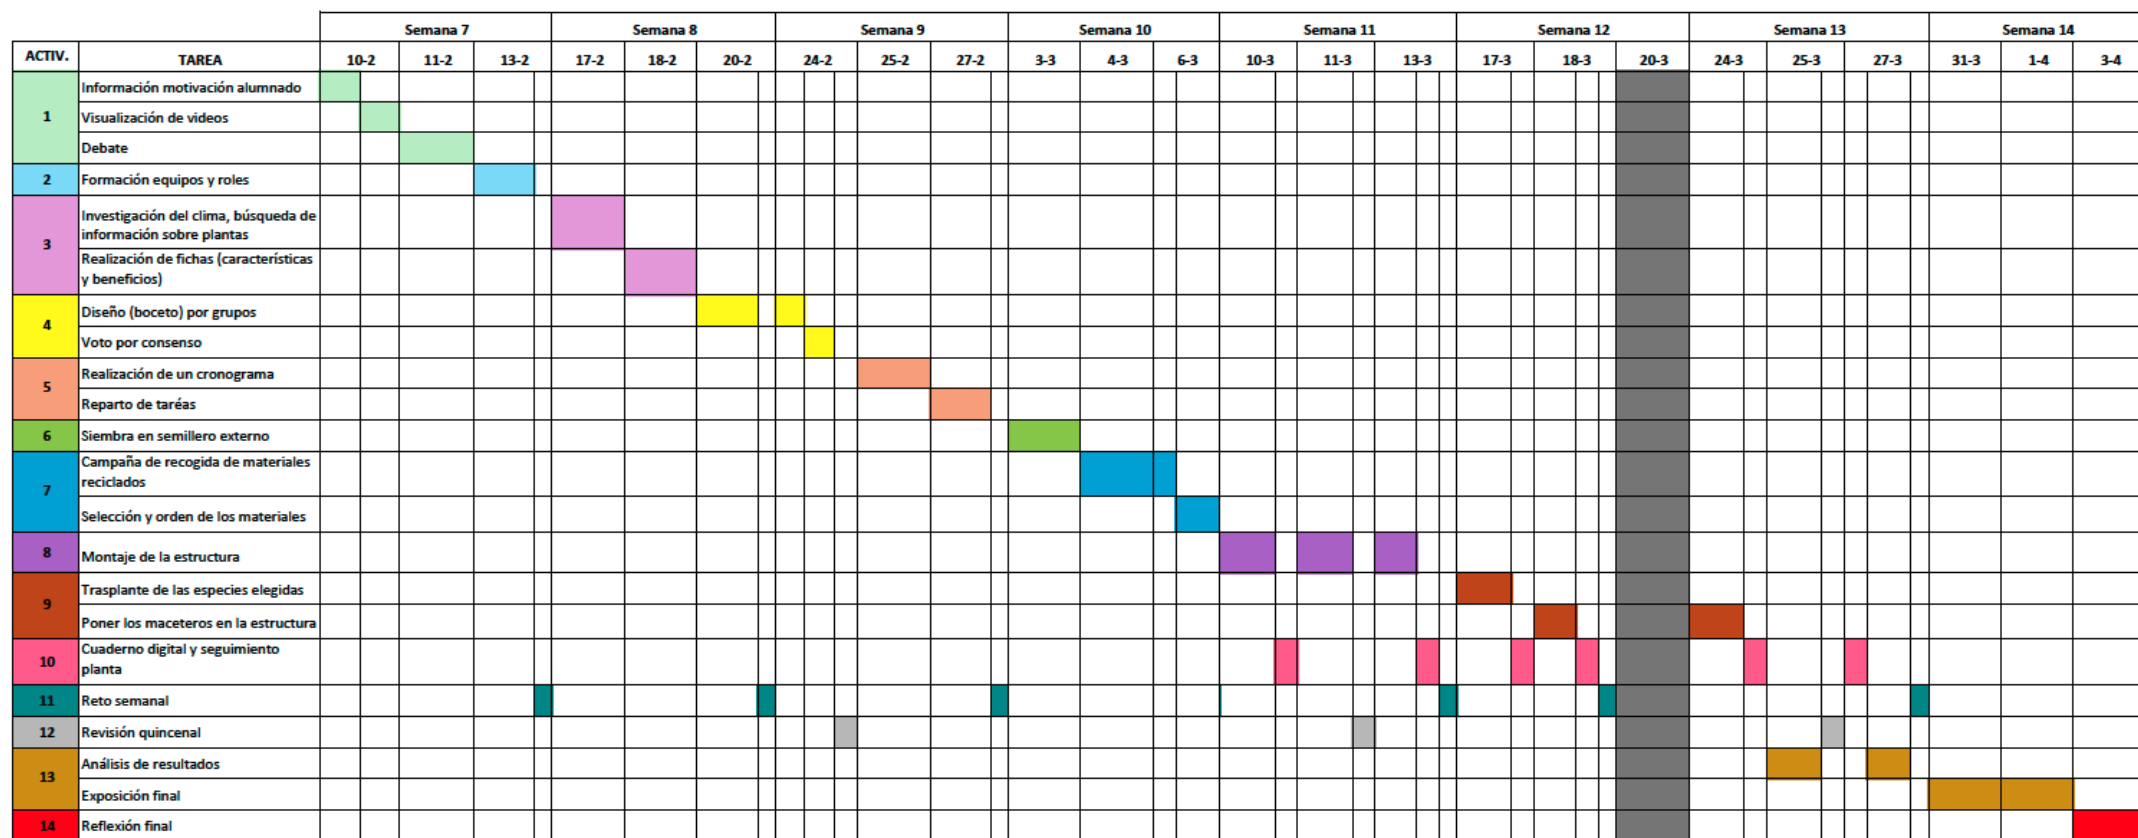 Semana 7 Semana 8 Semana 9 Semana 10 Semana 11 Semana 12 Semana 13 Semana 14
ACTIV. TAREA 10-2 11-2 13-2 17-2 18-2 20-2 24-2 25-2 27-2 3-3 4-3 6-3 10-3 11-3 13-3 17-3 18-3 20-3 24-3 25-3 27-3 31-3 1-4 3-4
1
Información motivación alumnado
Visualización de videos
Debate
2 Formación equipos y roles
3
Investigación del clima, búsqueda de
información sobre plantas
Realización de fichas (características
y beneficios)
4
Diseño (boceto) por grupos
Voto por consenso
5
Realización de un cronograma
Reparto de taréas
6 Siembra en semillero externo
7
Campaña de recogida de materiales
reciclados
Selección y orden de los materiales
8 Montaje de la estructura
9
Trasplante de las especies elegidas
Poner los maceteros en la estructura
10
Cuaderno digital y seguimiento
planta
11 Reto semanal
12 Revisión quincenal
13
Análisis de resultados
Exposición final
14 Reflexión final